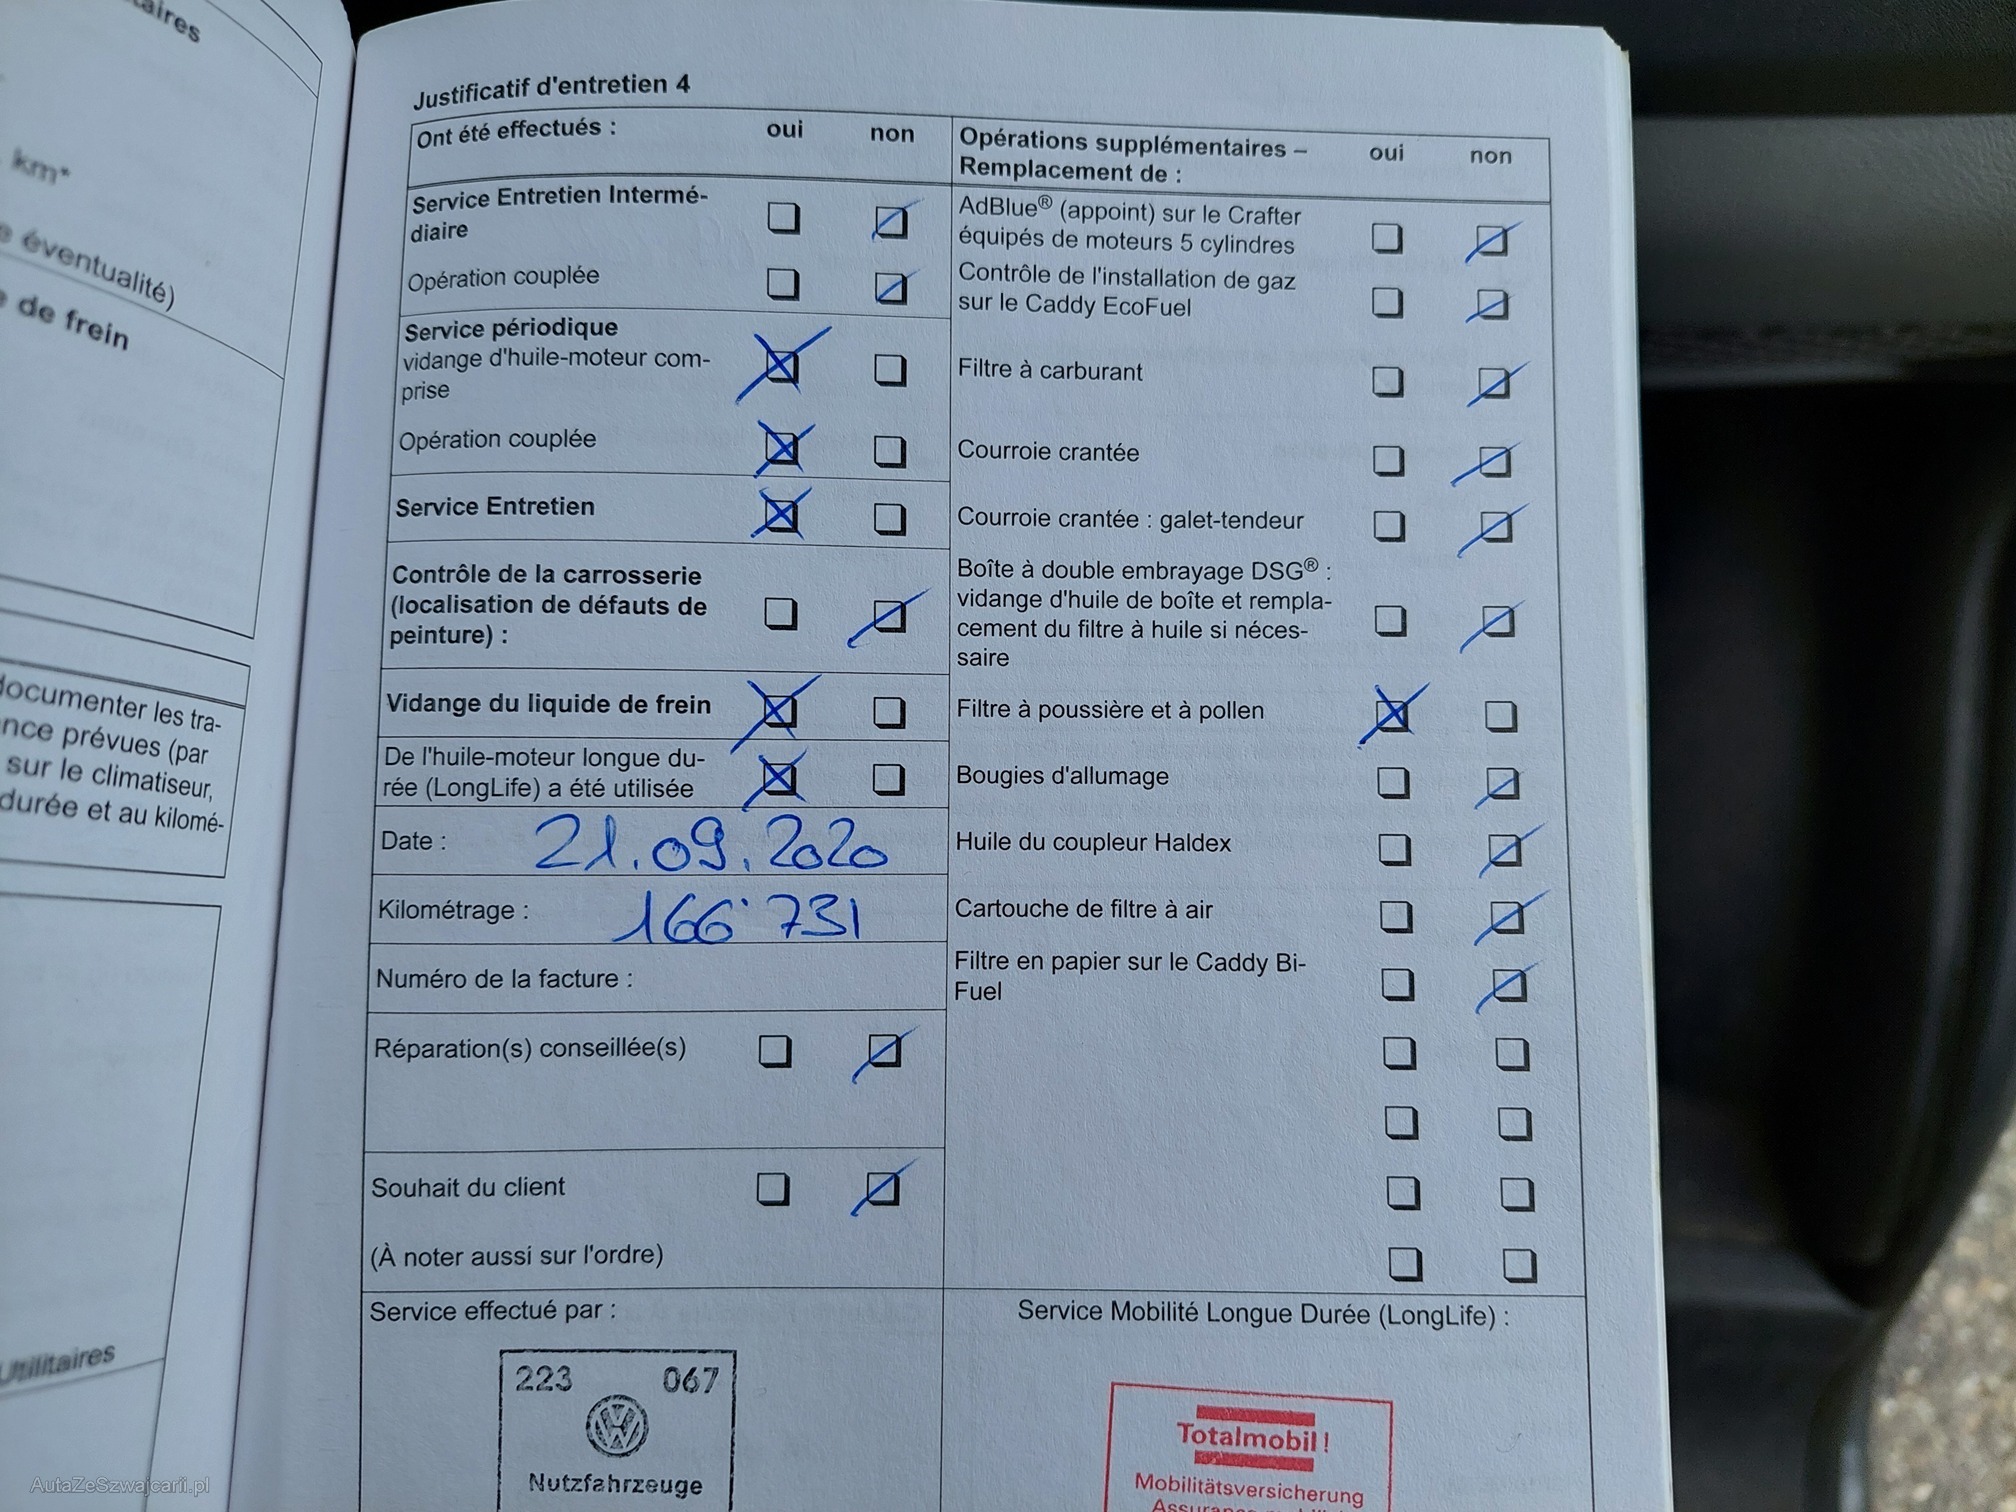 taires
km*
éventualité)
de frein
documenter les tra-
nce prévues (par
sur le climatiseur,
durée et au kilomé-
Utilitaires
Justificatif d'entretien 4
Ont été effectués : oui non
Service Entretien Intermé-
diaire
Opération couplée
Service périodique
vidange d'huile-moteur com-
prise
Opération couplée
Service Entretien
Contrôle de la carrosserie
(localisation de défauts de
peinture) :
Vidange du liquide de frein
De l'huile-moteur longue du-
rée (LongLife) a été utilisée
Date : 21.09.2020
Kilométrage : 166'731
Numéro de la facture :
Réparation(s) conseillée(s)
Souhait du client
(À noter aussi sur l'ordre)
Opérations supplémentaires – oui non
Remplacement de :
AdBlue® (appoint) sur le Crafter
équipés de moteurs 5 cylindres
Contrôle de l'installation de gaz
sur le Caddy EcoFuel
Filtre à carburant
Courroie crantée
Courroie crantée : galet-tendeur
Boîte à double embrayage DSG® :
vidange d'huile de boîte et rempla-
cement du filtre à huile si néces-
saire
Filtre à poussière et à pollen
Bougies d'allumage
Huile du coupleur Haldex
Cartouche de filtre à air
Filtre en papier sur le Caddy Bi-
Fuel
Service effectué par :
223 067
Nutzfahrzeuge
Service Mobilité Longue Durée (LongLife) :
Totalmobil!
Mobilitätsversicherung
AutaZeSzwajcarii.pl